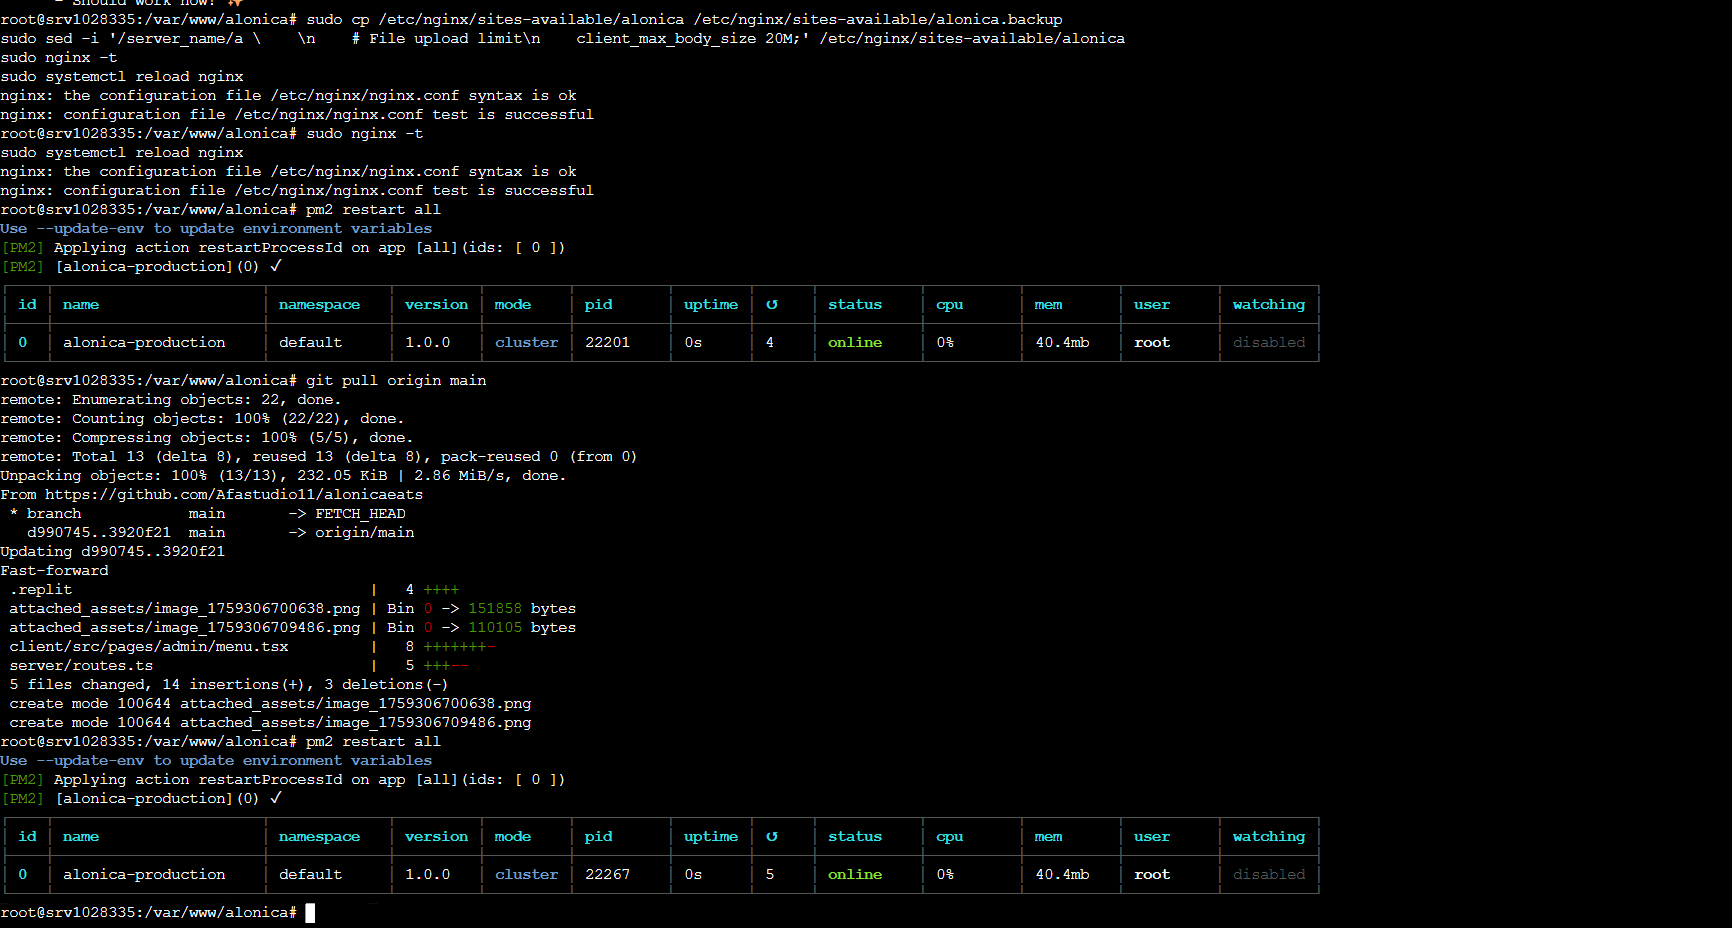 - Should work now! ✨
root@srv1028335:/var/www/alonica# sudo cp /etc/nginx/sites-available/alonica /etc/nginx/sites-available/alonica.backup
sudo sed -i '/server_name/a \    \n    # File upload limit\n    client_max_body_size 20M;' /etc/nginx/sites-available/alonica
sudo nginx -t
sudo systemctl reload nginx
nginx: the configuration file /etc/nginx/nginx.conf syntax is ok
nginx: configuration file /etc/nginx/nginx.conf test is successful
root@srv1028335:/var/www/alonica# sudo nginx -t
sudo systemctl reload nginx
nginx: the configuration file /etc/nginx/nginx.conf syntax is ok
nginx: configuration file /etc/nginx/nginx.conf test is successful
root@srv1028335:/var/www/alonica# pm2 restart all
Use --update-env to update environment variables
[PM2] Applying action restartProcessId on app [all](ids: [ 0 ])
[PM2] [alonica-production](0) ✓
id name namespace version mode pid uptime ↺ status cpu mem user watching
0 alonica-production default 1.0.0 cluster 22201 0s 4 online 0% 40.4mb root disabled
root@srv1028335:/var/www/alonica# git pull origin main
remote: Enumerating objects: 22, done.
remote: Counting objects: 100% (22/22), done.
remote: Compressing objects: 100% (5/5), done.
remote: Total 13 (delta 8), reused 13 (delta 8), pack-reused 0 (from 0)
Unpacking objects: 100% (13/13), 232.05 KiB | 2.86 MiB/s, done.
From https://github.com/Afastudio11/alonicaeats
 * branch            main       -> FETCH_HEAD
   d990745..3920f21  main       -> origin/main
Updating d990745..3920f21
Fast-forward
 .replit                                 |   4 ++++
 attached_assets/image_1759306700638.png | Bin 0 -> 151858 bytes
 attached_assets/image_1759306709486.png | Bin 0 -> 110105 bytes
 client/src/pages/admin/menu.tsx         |   8 +++++++-
 server/routes.ts                        |   5 +++--
 5 files changed, 14 insertions(+), 3 deletions(-)
 create mode 100644 attached_assets/image_1759306700638.png
 create mode 100644 attached_assets/image_1759306709486.png
root@srv1028335:/var/www/alonica# pm2 restart all
Use --update-env to update environment variables
[PM2] Applying action restartProcessId on app [all](ids: [ 0 ])
[PM2] [alonica-production](0) ✓
id name namespace version mode pid uptime ↺ status cpu mem user watching
0 alonica-production default 1.0.0 cluster 22267 0s 5 online 0% 40.4mb root disabled
root@srv1028335:/var/www/alonica#